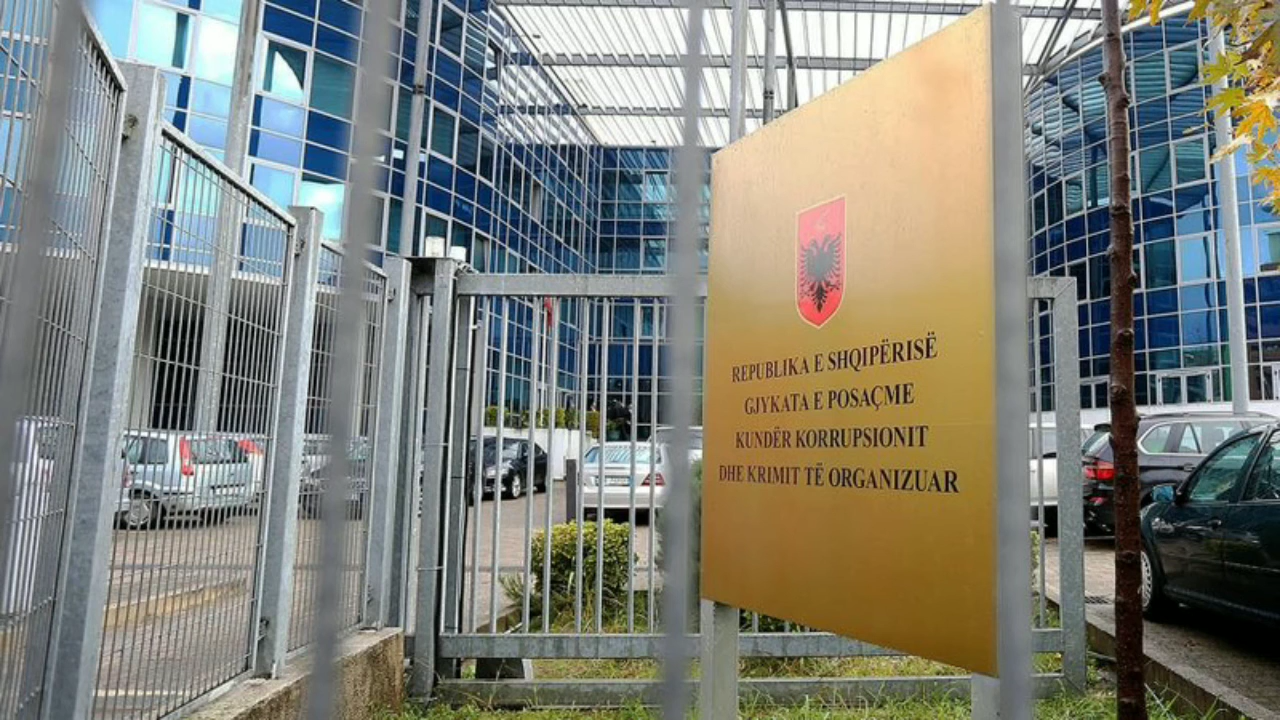 REPUBLIKA E SHQIPËRISË
GJYKATA E POSAÇME
KUNDËR KORRUPSIONIT
DHE KRIMIT TË ORGANIZUAR